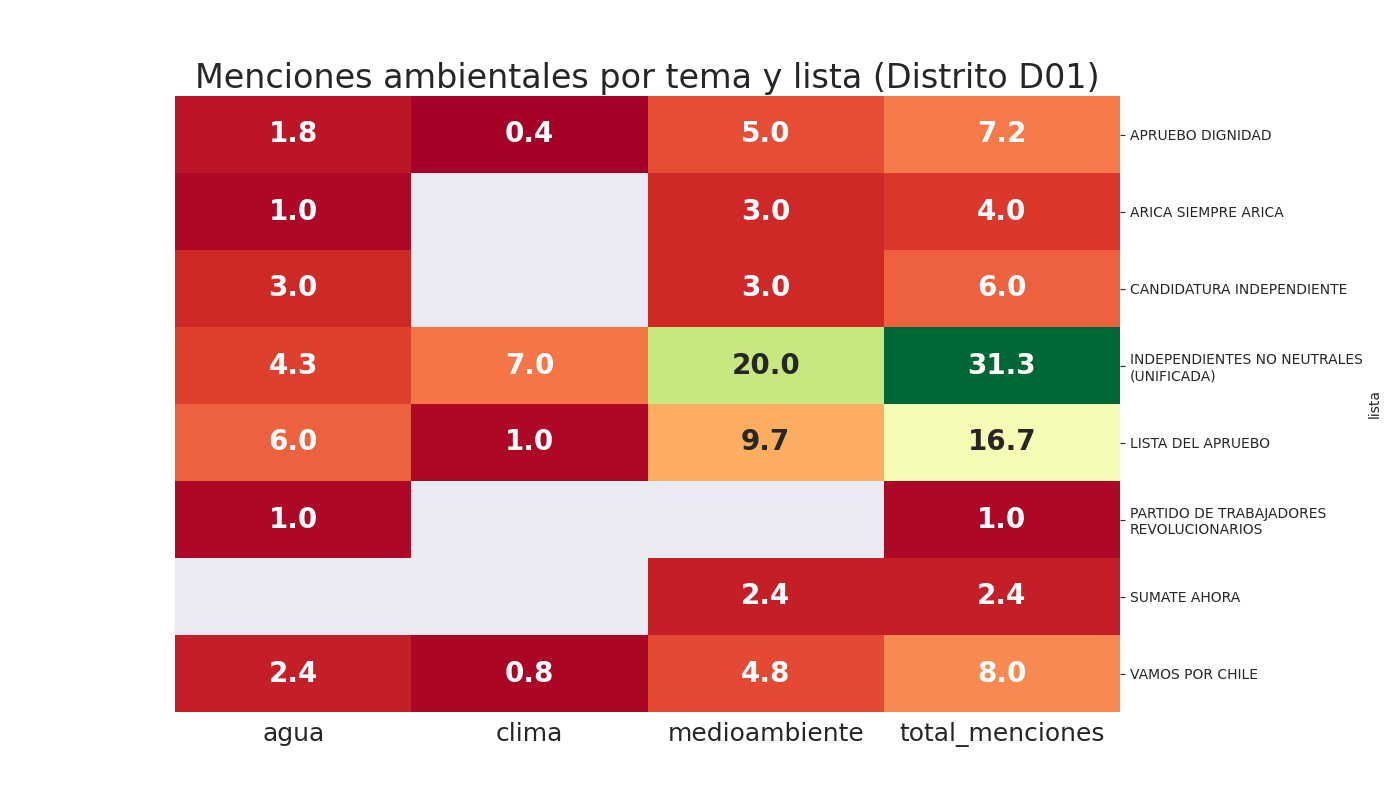 Menciones ambientales por tema y lista (Distrito D01)
1.8 0.4 5.0 7.2 APRUEBO DIGNIDAD
1.0 3.0 4.0 ARICA SIEMPRE ARICA
3.0 3.0 6.0 CANDIDATURA INDEPENDIENTE
4.3 7.0 20.0 31.3 INDEPENDIENTES NO NEUTRALES
(UNIFICADA)
6.0 1.0 9.7 16.7 LISTA DEL APRUEBO
1.0 1.0 PARTIDO DE TRABAJADORES
REVOLUCIONARIOS
2.4 2.4 SUMATE AHORA
2.4 0.8 4.8 8.0 VAMOS POR CHILE
agua clima medioambiente total_menciones
lista